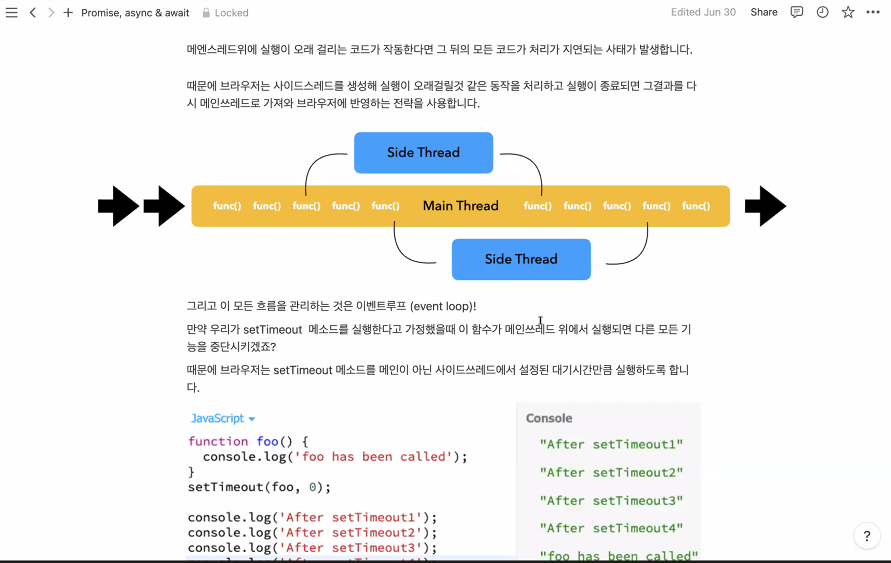 Promise, async & await
Locked
Edited Jun 30
Share
메엔스레드위에 실행이 오래 걸리는 코드가 작동한다면 그 뒤의 모든 코드가 처리가 지연되는 사태가 발생합니다.
때문에 브라우저는 사이드스레드를 생성해 실행이 오래걸릴것 같은 동작을 처리하고 실행이 종료되면 그결과를 다
시 메인쓰레드로 가져와 브라우저에 반영하는 전략을 사용합니다.
Side Thread
func() func() func() func() func() Main Thread func() func() func() func() func()
Side Thread
그리고 이 모든 흐름을 관리하는 것은 이벤트루프 (event loop)!
만약 우리가 setTimeout 메소드를 실행한다고 가정했을때 이 함수가 메인쓰레드 위에서 실행되면 다른 모든 기
능을 중단시키겠죠?
때문에 브라우저는 setTimeout 메소드를 메인이 아닌 사이드쓰레드에서 설정된 대기시간만큼 실행하도록 합니
다.
JavaScript
function foo() {
console.log('foo has been called');
}
setTimeout(foo, 0);
console.log('After setTimeout1');
console.log('After setTimeout2');
console.log('After setTimeout3');
console.log('After setTimeout4');
Console
"After setTimeout1"
"After setTimeout2"
"After setTimeout3"
"After setTimeout4"
"foo has been called"
?